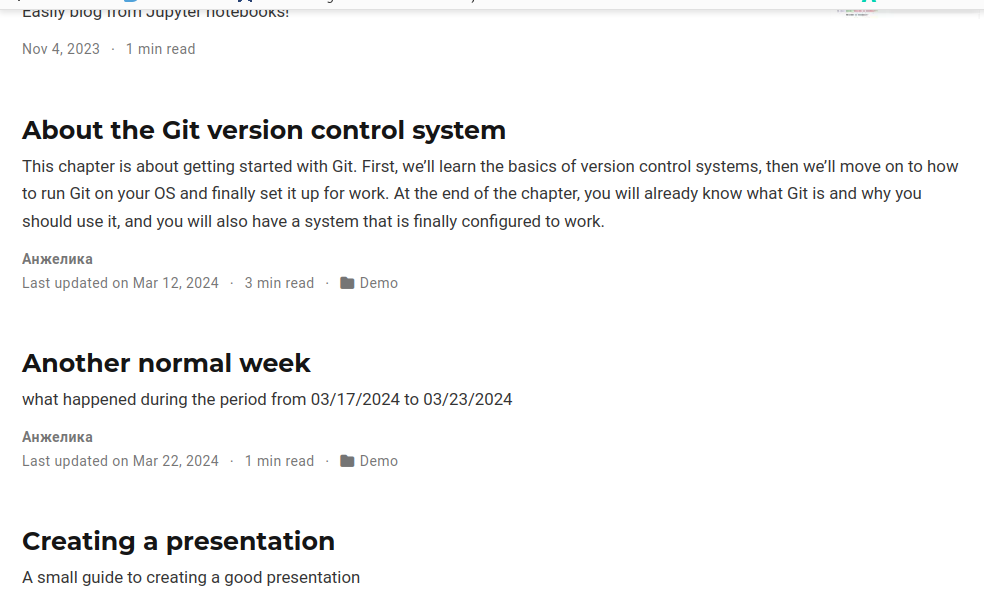 Easily blog from Jupyter notebooks!
Nov 4, 2023 · 1 min read
About the Git version control system
This chapter is about getting started with Git. First, we’ll learn the basics of version control systems, then we’ll move on to how
to run Git on your OS and finally set it up for work. At the end of the chapter, you will already know what Git is and why you
should use it, and you will also have a system that is finally configured to work.
Анжелика
Last updated on Mar 12, 2024 · 3 min read · Demo
Another normal week
what happened during the period from 03/17/2024 to 03/23/2024
Анжелика
Last updated on Mar 22, 2024 · 1 min read · Demo
Creating a presentation
A small guide to creating a good presentation